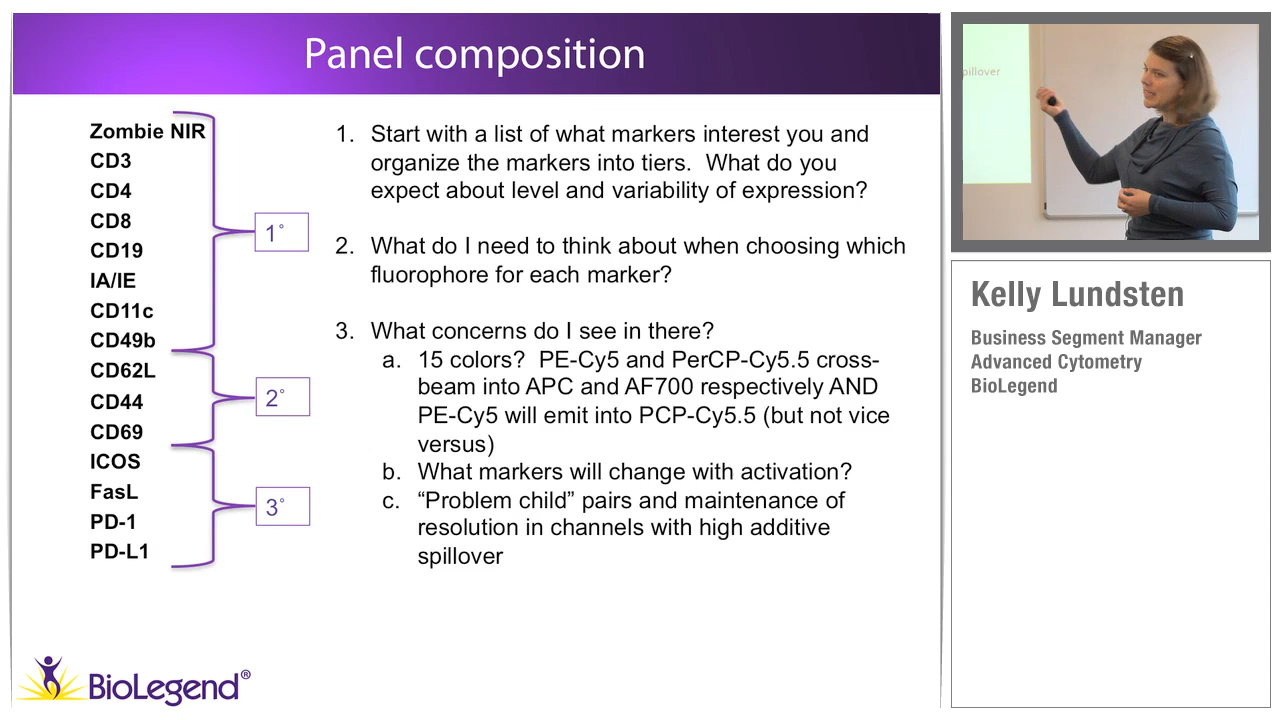 Panel composition
Zombie NIR
CD3
CD4
CD8
CD19
IA/IE
CD11c
CD49b
CD62L
CD44
CD69
ICOS
FasL
PD-1
PD-L1
1°
2°
3°
1. Start with a list of what markers interest you and
organize the markers into tiers. What do you
expect about level and variability of expression?
2. What do I need to think about when choosing which
fluorophore for each marker?
3. What concerns do I see in there?
a. 15 colors? PE-Cy5 and PerCP-Cy5.5 cross-
beam into APC and AF700 respectively AND
PE-Cy5 will emit into PCP-Cy5.5 (but not vice
versus)
b. What markers will change with activation?
c. “Problem child” pairs and maintenance of
resolution in channels with high additive
spillover
BioLegend®
pillover
Kelly Lundsten
Business Segment Manager
Advanced Cytometry
BioLegend